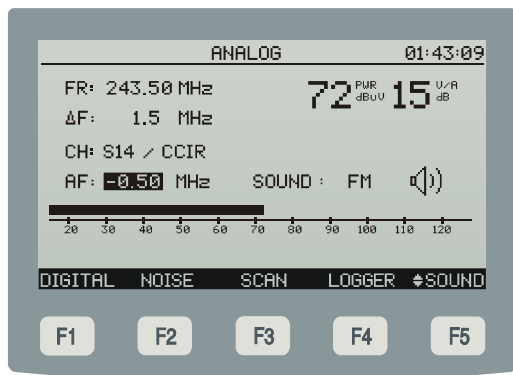 ANALOG 01:43:09
FR: 243.50 MHz 72 PWR dBuV 15 V/A dB
ΔF: 1.5 MHz
CH: S14 / CCIR
AF: -0.50 MHz SOUND : FM
20 30 40 50 60 70 80 90 100 110 120
DIGITAL NOISE SCAN LOGGER SOUND
F1 F2 F3 F4 F5